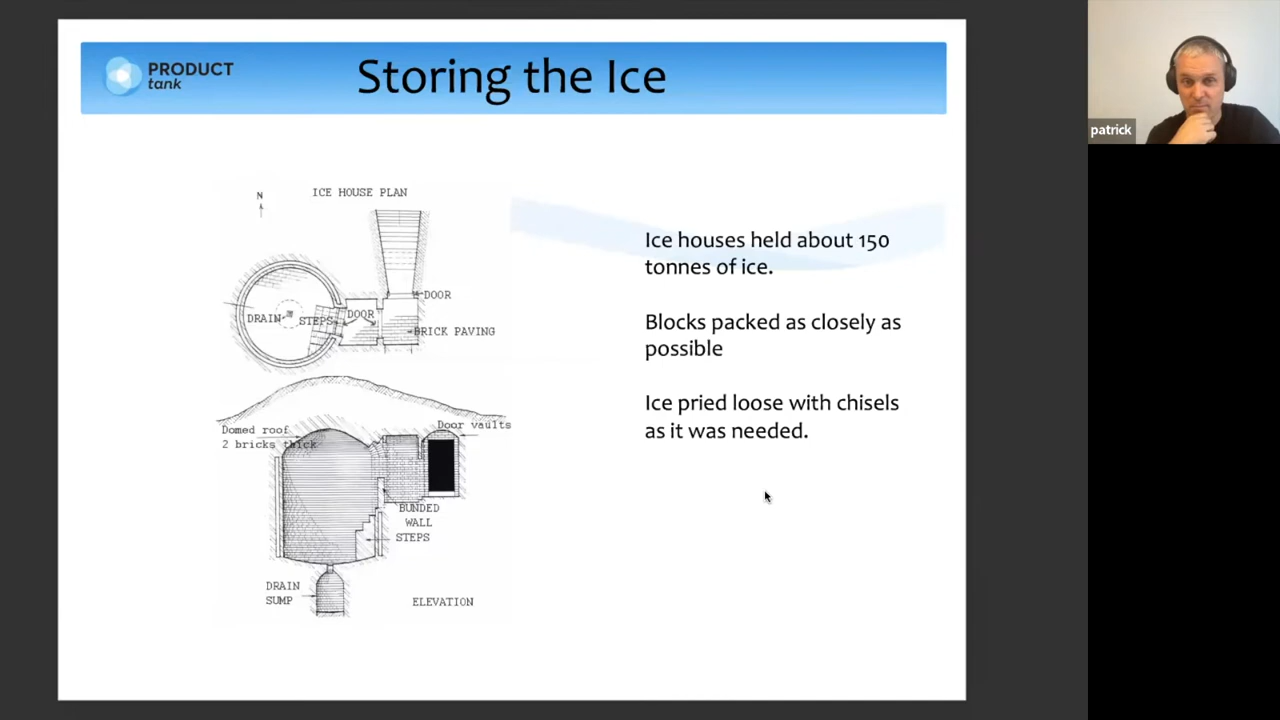 PRODUCT
tank
Storing the Ice
patrick
N
ICE HOUSE PLAN
DOOR
DRAIN
STEPS
DOOR
BRICK PAVING
Ice houses held about 150
tonnes of ice.
Blocks packed as closely as
possible
Ice pried loose with chisels
as it was needed.
Domed roof
2 bricks thick
Door vaults
BUNDED
WALL
STEPS
DRAIN
SUMP
ELEVATION